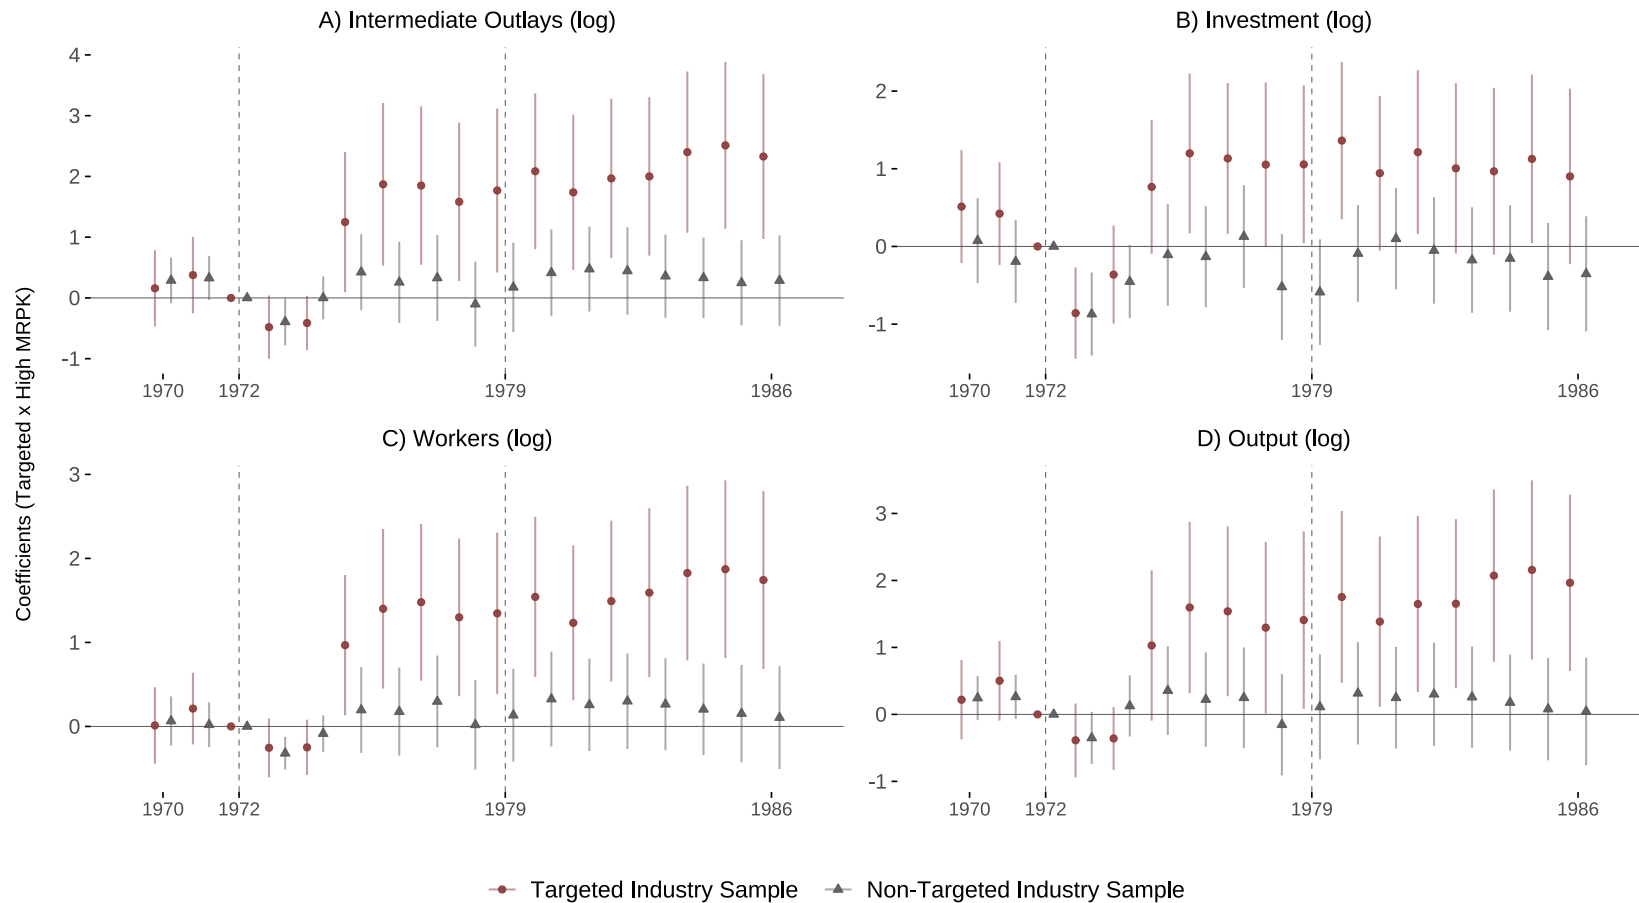 A) Intermediate Outlays (log)
4
3
2
1
0
-1
1970 1972 1979 1986
B) Investment (log)
2
1
0
-1
1970 1972 1979 1986
Coefficients (Targeted x High MRPK)
C) Workers (log)
3
2
1
0
1970 1972 1979 1986
D) Output (log)
3
2
1
0
-1
1970 1972 1979 1986
Targeted Industry Sample Non-Targeted Industry Sample